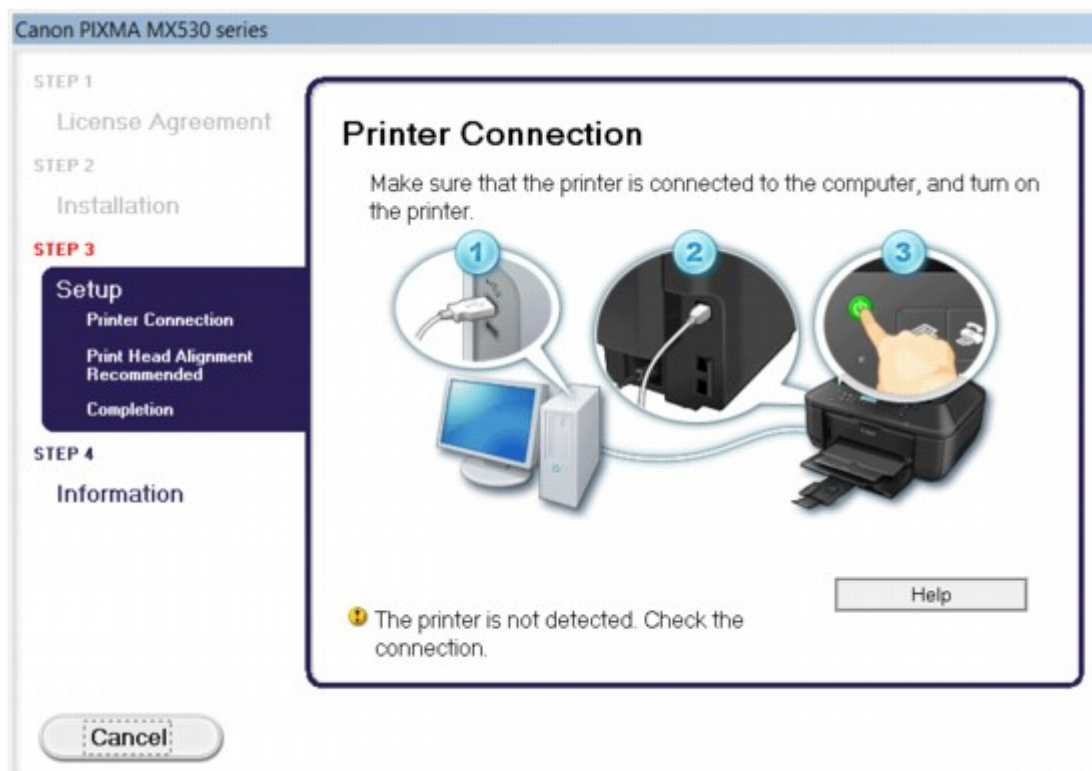 Canon PIXMA MX530 series
STEP 1
License Agreement
STEP 2
Installation
STEP 3
Setup
Printer Connection
Print Head Alignment
Recommended
Completion
STEP 4
Information
Printer Connection
Make sure that the printer is connected to the computer, and turn on
the printer.
1
2
3
Help
The printer is not detected. Check the
connection.
Cancel